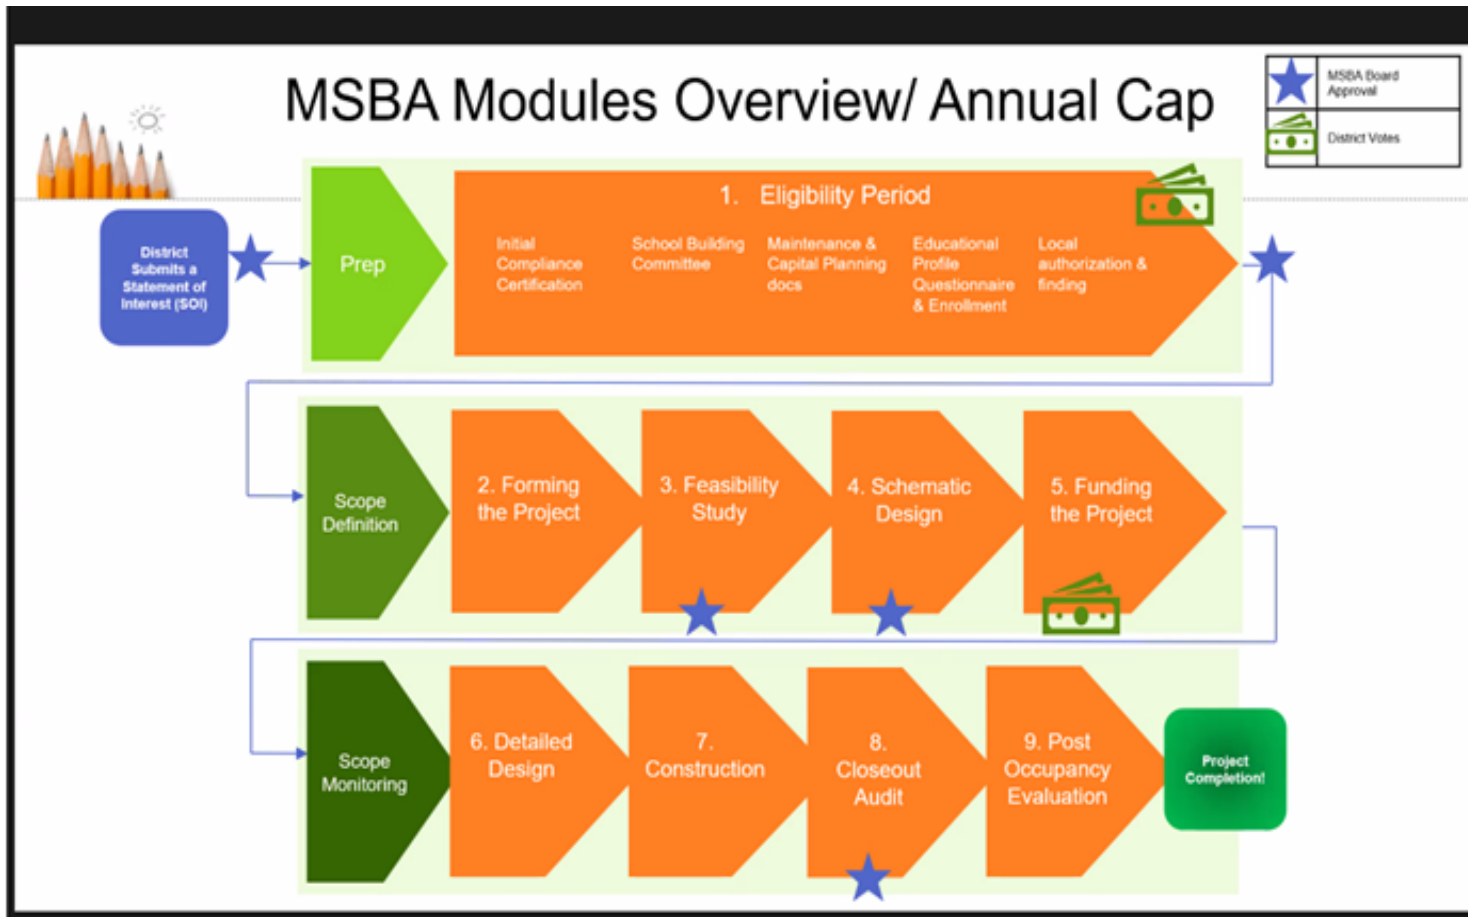 MSBA Modules Overview/ Annual Cap
MSBA Board
Approval
District Votes
District
Submits a
Statement of
Interest (SOI)
Prep
1. Eligibility Period
Initial
Compliance
Certification
School Building
Committee
Maintenance &
Capital Planning
docs
Educational
Profile
Questionnaire
& Enrollment
Local
authorization &
finding
Scope
Definition
2. Forming
the Project
3. Feasibility
Study
4. Schematic
Design
5. Funding
the Project
Scope
Monitoring
6. Detailed
Design
7.
Construction
8.
Closeout
Audit
9. Post
Occupancy
Evaluation
Project
Completion!